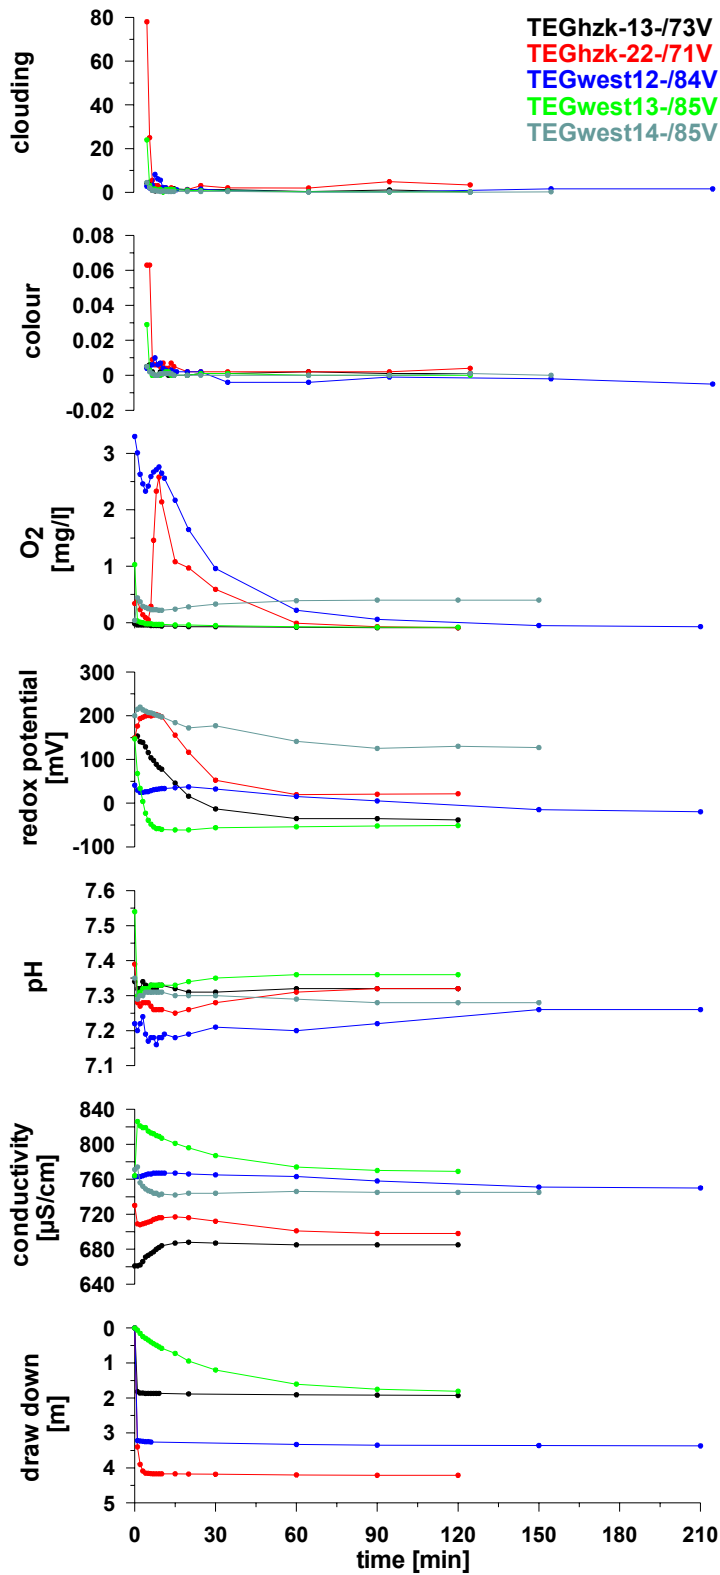 TEGhzk-13-/73V
TEGhzk-22-/71V
TEGwest12-/84V
TEGwest13-/85V
TEGwest14-/85V
clouding
80
60
40
20
0
colour
0.08
0.06
0.04
0.02
0
-0.02
O2
[mg/l]
3
2
1
0
redox potential
[mV]
300
200
100
0
-100
pH
7.6
7.5
7.4
7.3
7.2
7.1
conductivity
[µS/cm]
840
800
760
720
680
640
draw down
[m]
0
1
2
3
4
5
0 30 60 90 120 150 180 210
time [min]